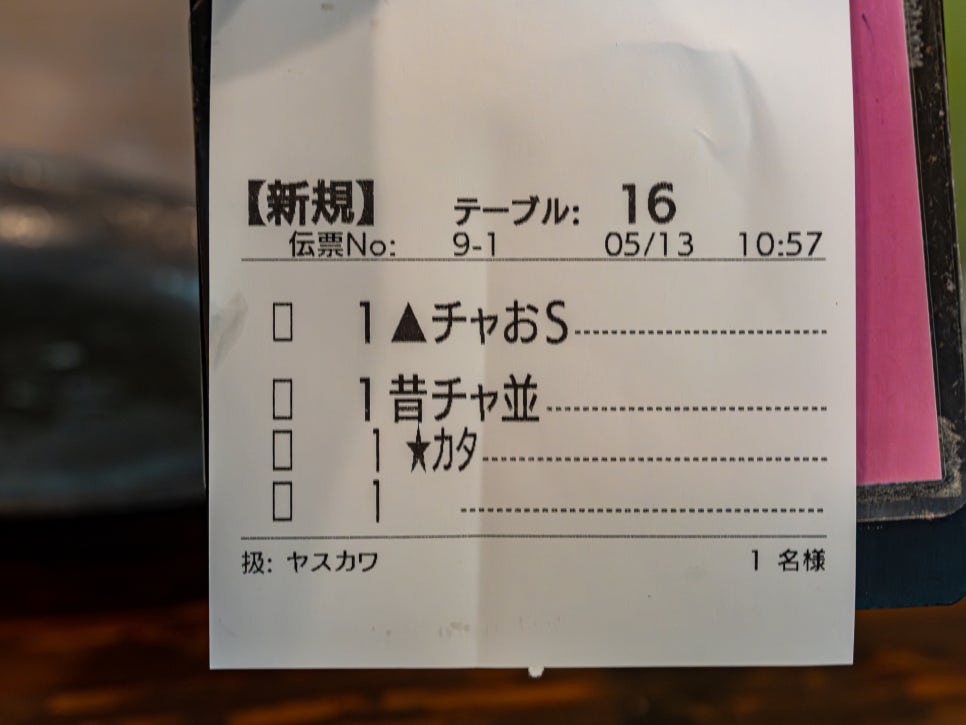 【新規】 テーブル: 16
伝票No: 9-1 05/13 10:57
1 ▲チャおS
1 昔チャ並
1 ★カタ
1
扱: ヤスカワ 1 名様